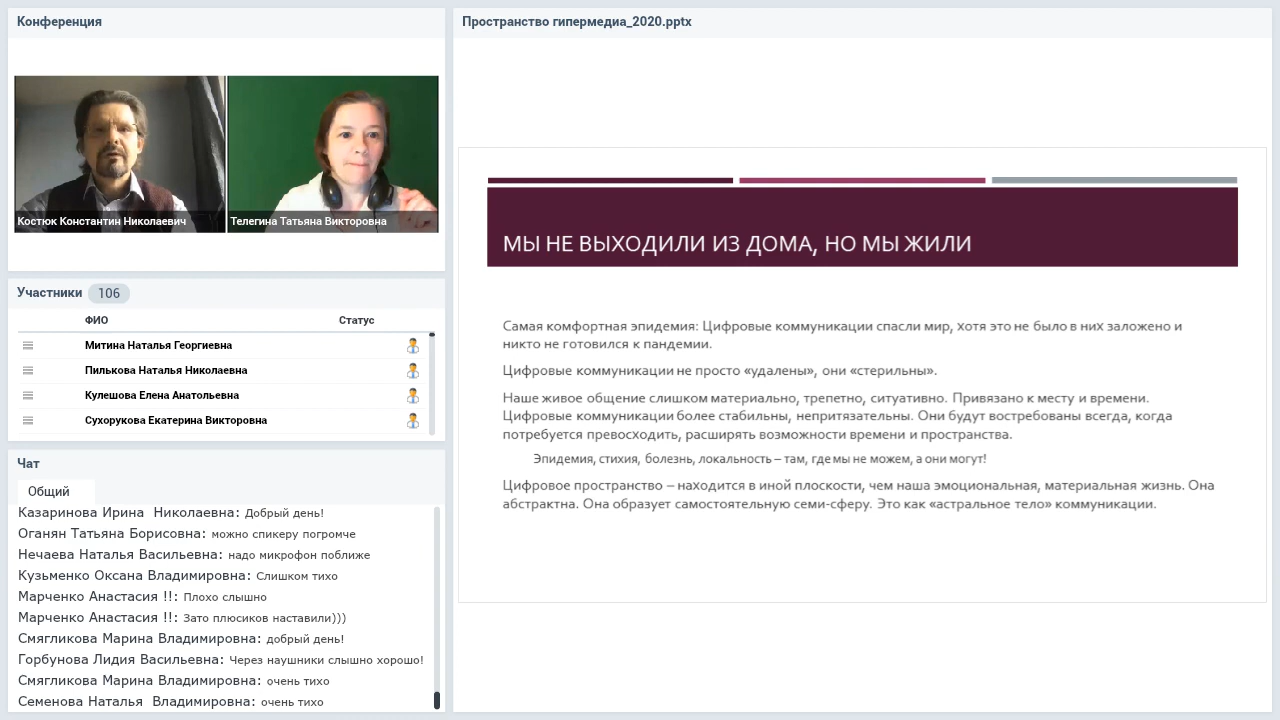 Конференция
Костюк Константин Николаевич
Телегина Татьяна Викторовна
Участники 106
ФИО Статус
Митина Наталья Георгиевна
Пилькова Наталья Николаевна
Кулешова Елена Анатольевна
Сухорукова Екатерина Викторовна
Чат
Общий
Казаринова Ирина Николаевна: Добрый день!
Оганян Татьяна Борисовна: можно спикеру погромче
Нечаева Наталья Васильевна: надо микрофон поближе
Кузьменко Оксана Владимировна: Слишком тихо
Марченко Анастасия !!: Плохо слышно
Марченко Анастасия !!: Зато плюсиков наставили)))
Смягликова Марина Владимировна: добрый день!
Горбунова Лидия Васильевна: Через наушники слышно хорошо!
Смягликова Марина Владимировна: очень тихо
Семенова Наталья Владимировна: очень тихо
Пространство гипермедиа_2020.pptx
МЫ НЕ ВЫХОДИЛИ ИЗ ДОМА, НО МЫ ЖИЛИ
Самая комфортная эпидемия: Цифровые коммуникации спасли мир, хотя это не было в них заложено и
никто не готовился к пандемии.
Цифровые коммуникации не просто «удалены», они «стерильны».
Наше живое общение слишком материально, трепетно, ситуативно. Привязано к месту и времени.
Цифровые коммуникации более стабильны, непритязательны. Они будут востребованы всегда, когда
потребуется превосходить, расширять возможности времени и пространства.
Эпидемия, стихия, болезнь, локальность – там, где мы не можем, а они могут!
Цифровое пространство – находится в иной плоскости, чем наша эмоциональная, материальная жизнь. Она
абстрактна. Она образует самостоятельную семи-сферу. Это как «астральное тело» коммуникации.